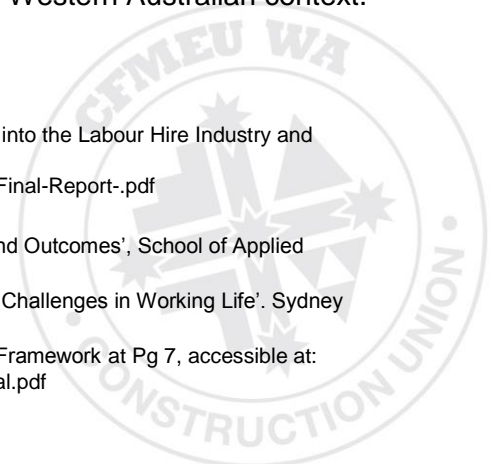 Western Australian context.
CFMEU WA
into the Labour Hire Industry and
Final-Report-.pdf
nd Outcomes', School of Applied
Challenges in Working Life'. Sydney
Framework at Pg 7, accessible at:
al.pdf
• CONSTRUCTION UNION •